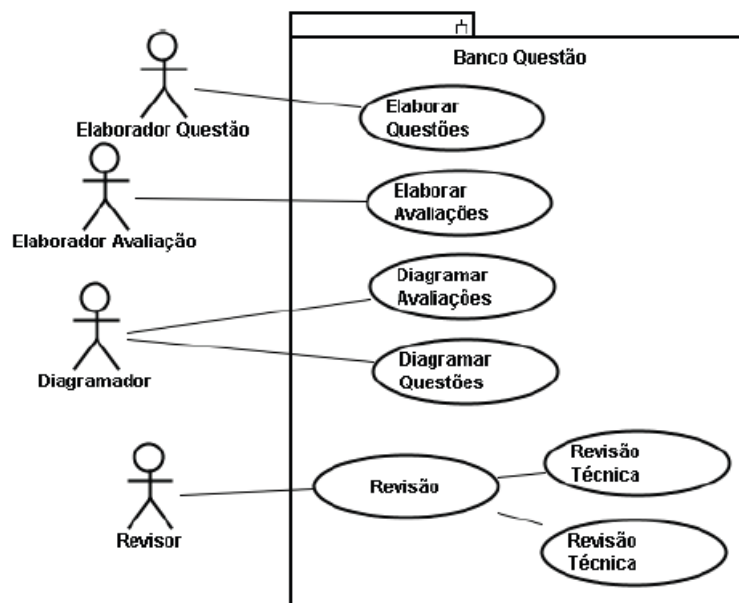 Banco Questão
Elaborador Questão
Elaborar
Questões
Elaborador Avaliação
Elaborar
Avaliações
Diagramador
Diagramar
Avaliações
Diagramar
Questões
Revisor
Revisão
Revisão
Técnica
Revisão
Técnica